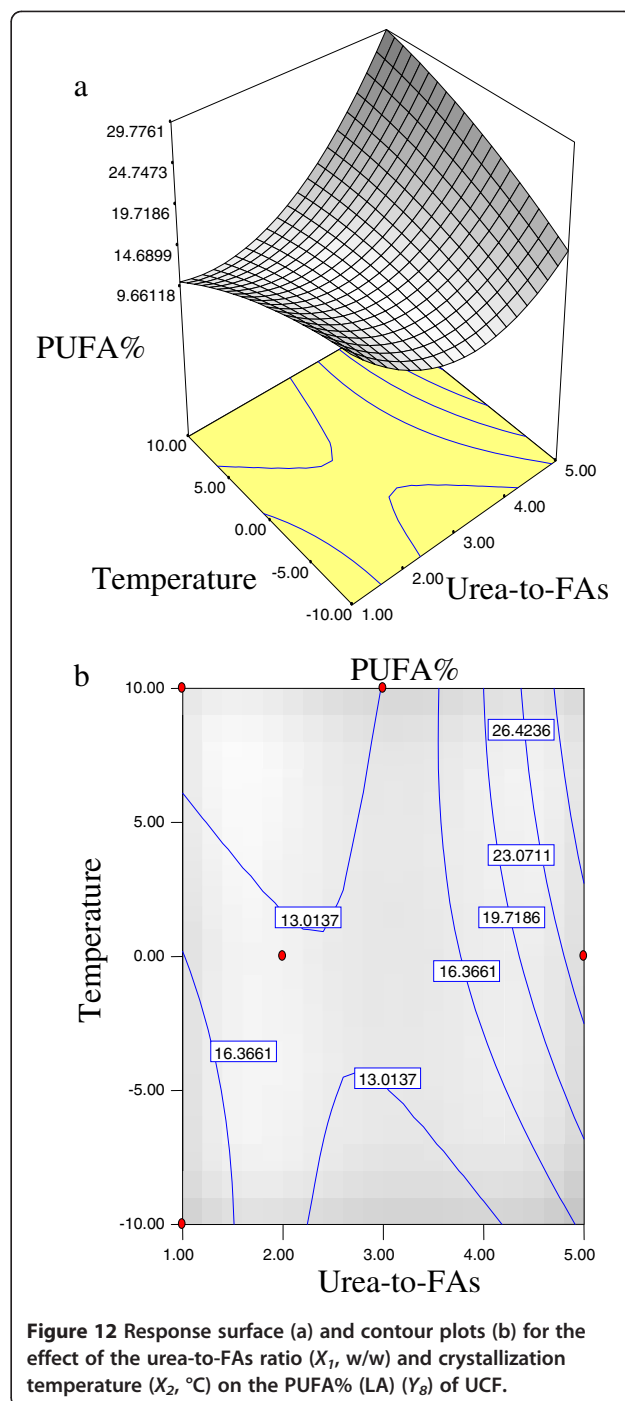 a
29.7761
24.7473
19.7186
14.6899
9.66118
PUFA%
10.00
5.00
0.00
-5.00
-10.00
Temperature
1.00
2.00
3.00
4.00
5.00
Urea-to-FAs
b
PUFA%
10.00
5.00
0.00
-5.00
-10.00
Temperature
26.4236
23.0711
19.7186
16.3661
13.0137
16.3661
13.0137
1.00 2.00 3.00 4.00 5.00
Urea-to-FAs
Figure 12 Response surface (a) and contour plots (b) for the
effect of the urea-to-FAs ratio (X1, w/w) and crystallization
temperature (X2, °C) on the PUFA% (LA) (Y8) of UCF.